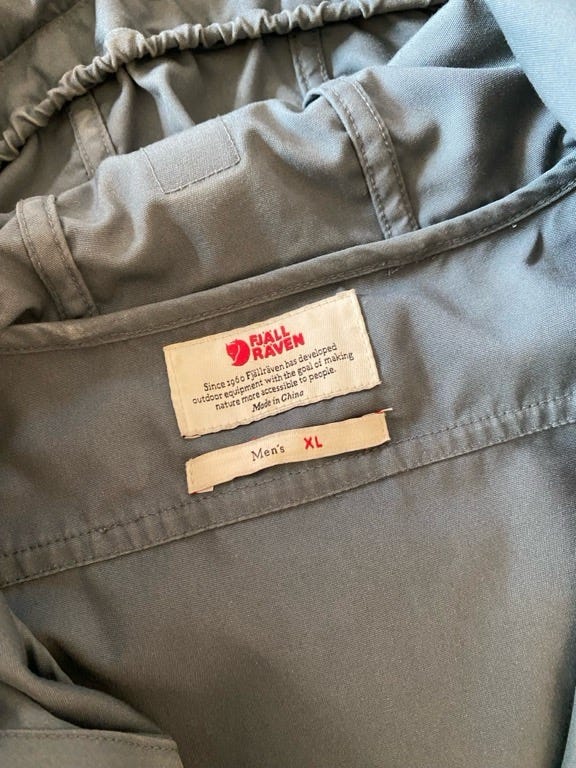 FJÄLL
RÄVEN
Since 1960 Fjällräven has developed
outdoor equipment with the goal of making
nature more accessible to people.
Made in China
Men's XL